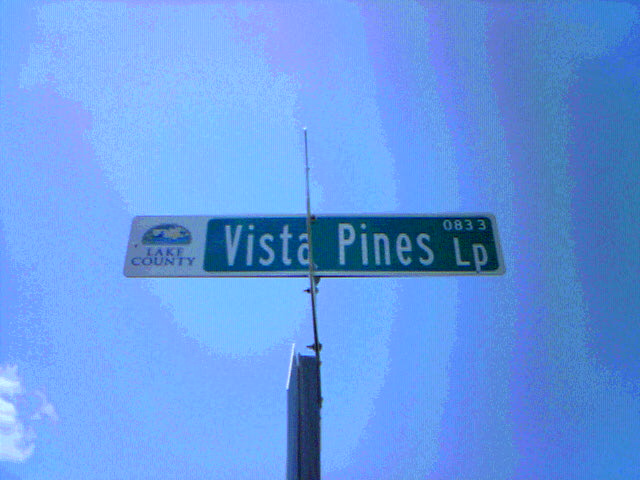 LAKE
COUNTY
Vista Pines Lp
0833